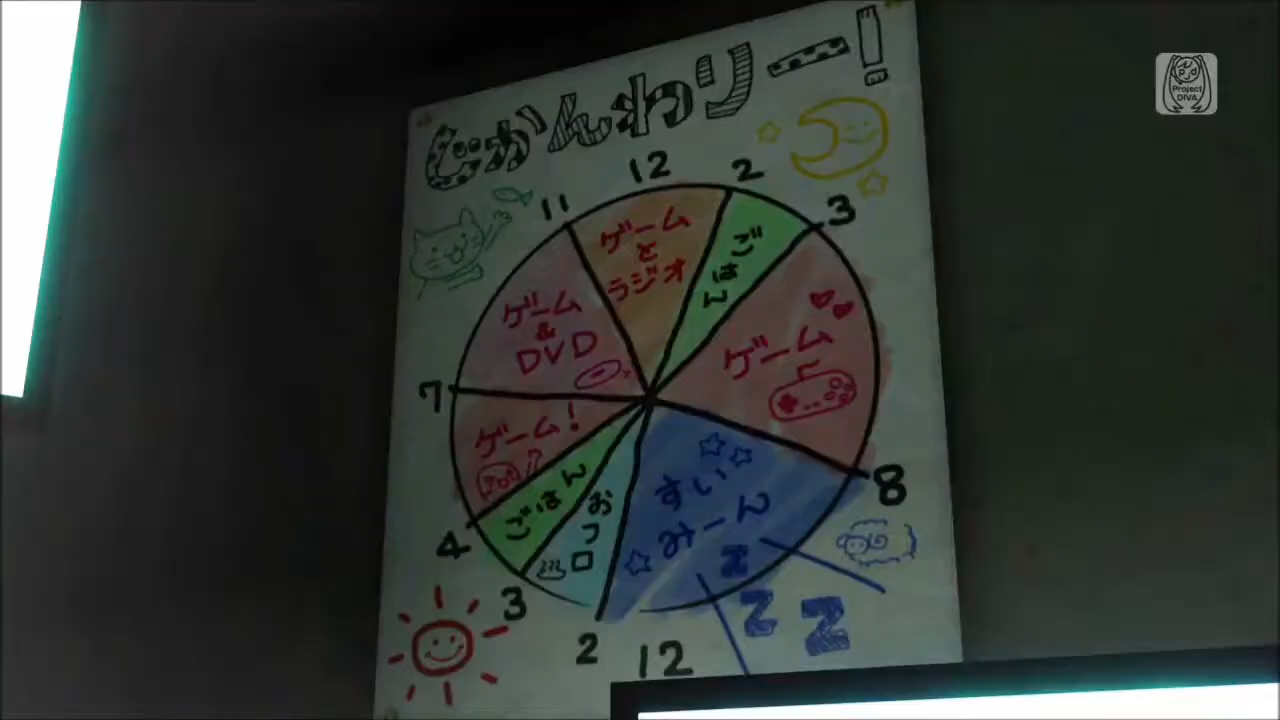 じかんわりー!
Project
DIVA
11
12
2
3
ゲーム
と
ラジオ
ごはん
ゲーム
&
DVD
ゲーム
7
ゲーム!
8
すい
みーん
ごはん
おフロ
4
3
2
12
Z
Z
Z